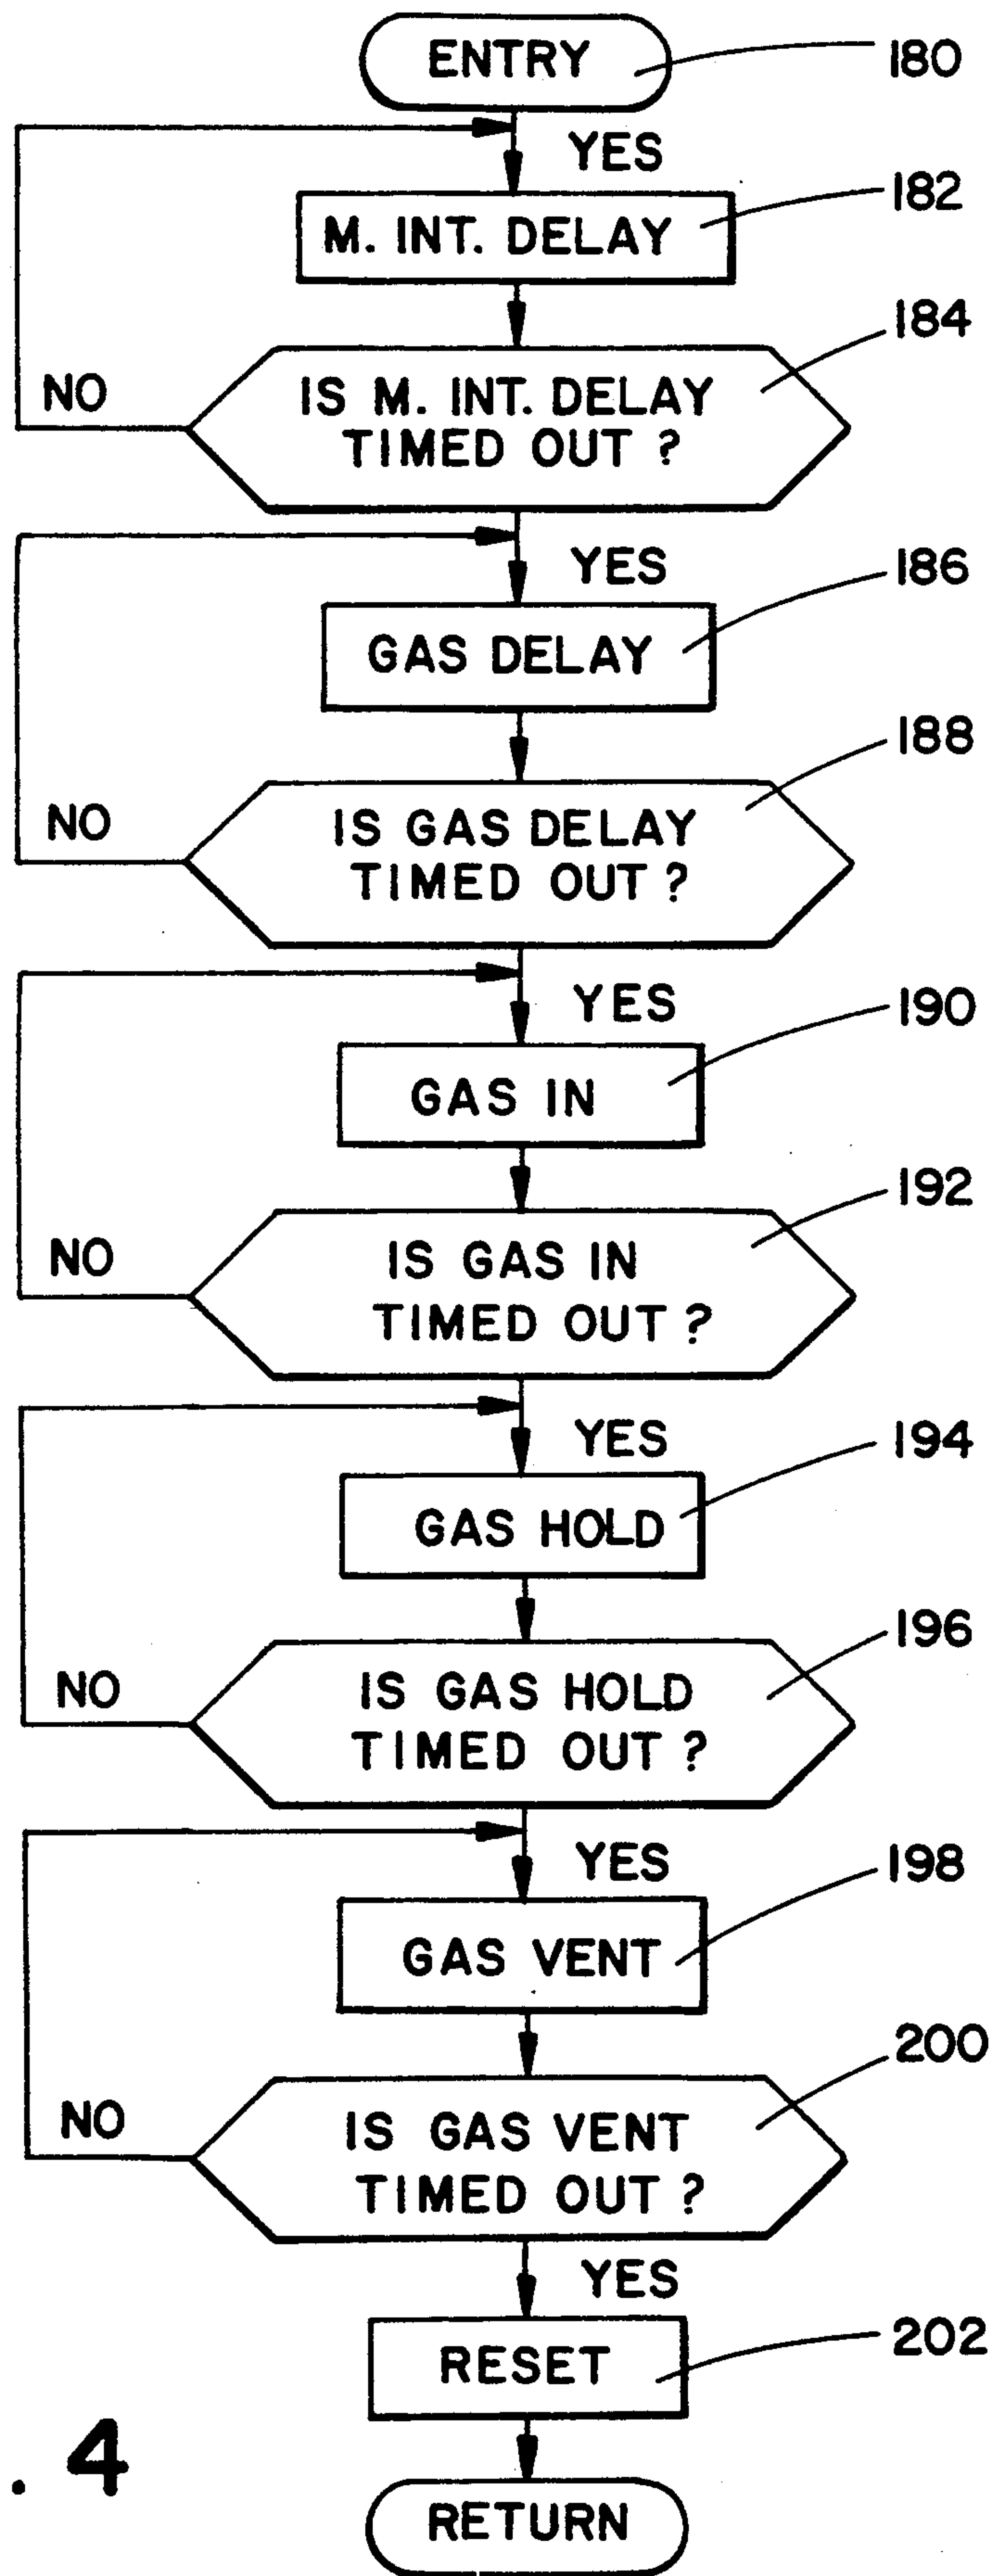 ENTRY
180
YES
182
M. INT. DELAY
184
NO
IS M. INT. DELAY
TIMED OUT ?
YES
186
GAS DELAY
188
NO
IS GAS DELAY
TIMED OUT ?
YES
190
GAS IN
192
NO
IS GAS IN
TIMED OUT ?
YES
194
GAS HOLD
196
NO
IS GAS HOLD
TIMED OUT ?
YES
198
GAS VENT
200
NO
IS GAS VENT
TIMED OUT ?
YES
202
RESET
. 4
RETURN